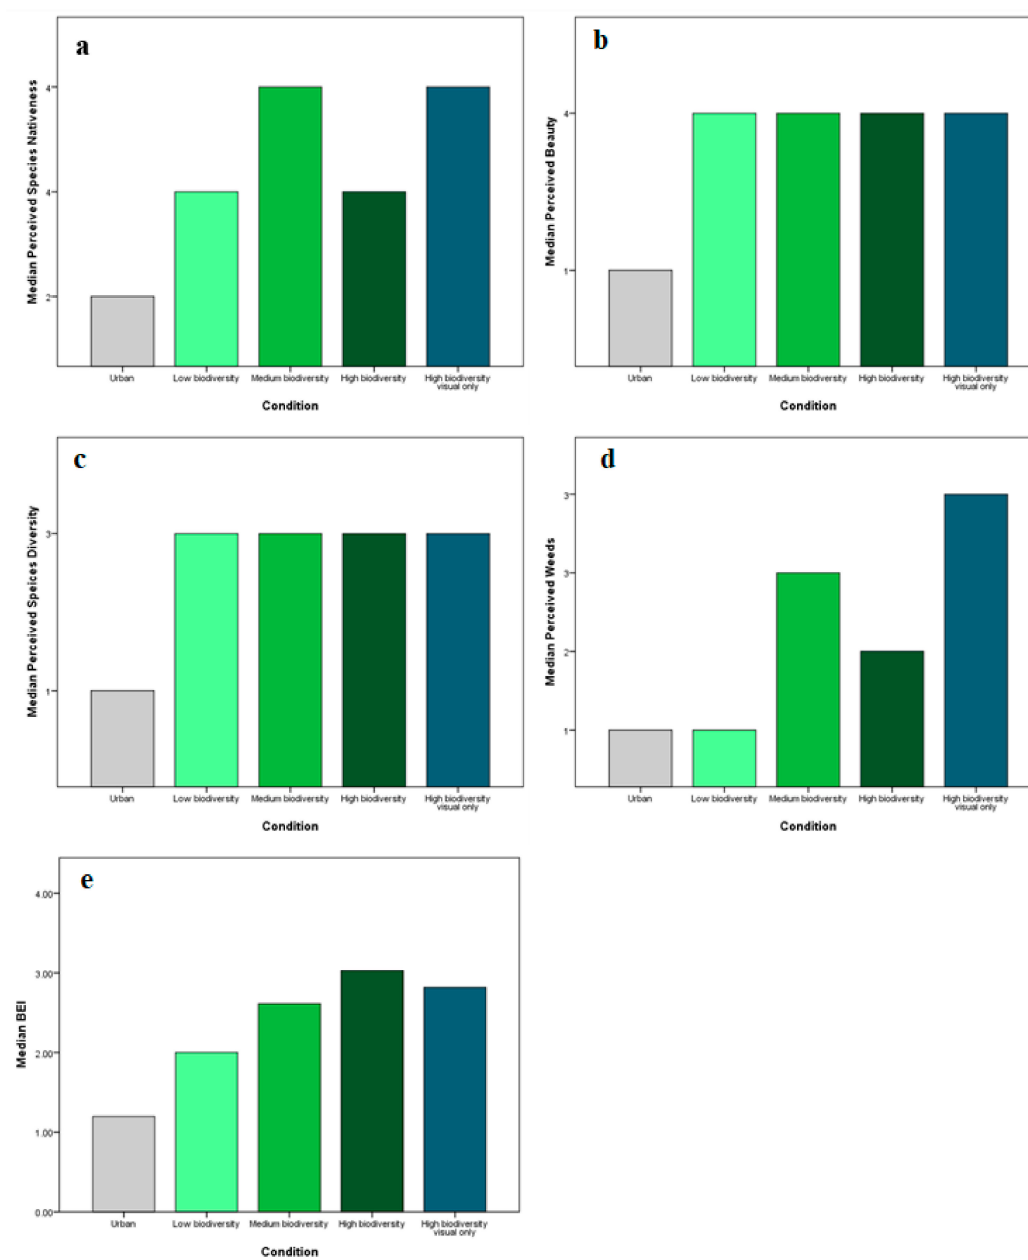 a
Median Perceived Species Nativeness
4
4
2
Urban Low biodiversity Medium biodiversity High biodiversity High biodiversity
visual only
Condition
b
Median Perceived Beauty
4
1
Urban Low biodiversity Medium biodiversity High biodiversity High biodiversity
visual only
Condition
c
Median Perceived Speices Diversity
3
1
Urban Low biodiversity Medium biodiversity High biodiversity High biodiversity
visual only
Condition
d
Median Perceived Weeds
3
3
2
1
Urban Low biodiversity Medium biodiversity High biodiversity High biodiversity
visual only
Condition
e
Median BEI
4.00
3.00
2.00
1.00
0.00
Urban Low biodiversity Medium biodiversity High biodiversity High biodiversity
visual only
Condition